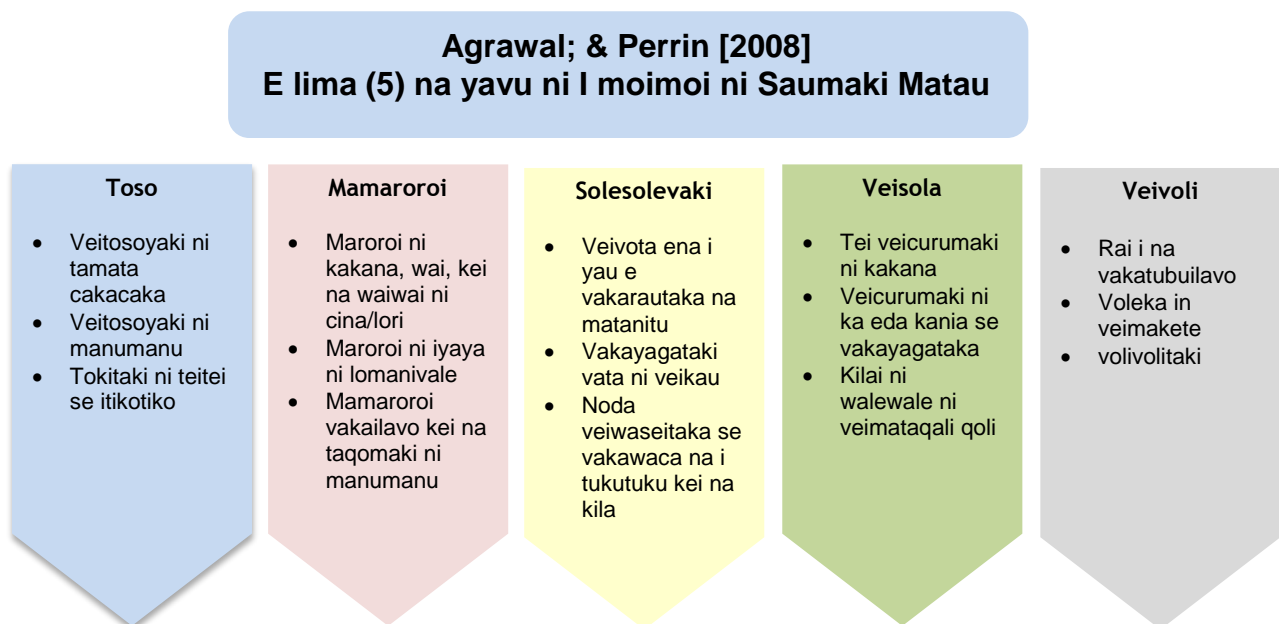 Agrawal; & Perrin [2008]
E lima (5) na yavu ni I moimoi ni Saumaki Matau
Toso
• Veitosoyaki ni
tamata
cakacaka
• Veitosoyaki ni
manumanu
• Tokitaki ni teitei
se itikotiko
Mamaroroi
• Maroroi ni
kakana, wai, kei
na waiwai ni
cina/lori
• Maroroi ni iyaya
ni lomanivale
• Mamaroroi
vakailavo kei na
taqomaki ni
manumanu
Solesolevaki
• Veivota ena i
yau e
vakarautaka na
matanitu
• Vakayagataki
vata ni veikau
• Noda
veiwaseitaka se
vakawaca na i
tukutuku kei na
kila
Veisola
• Tei veicurumaki
ni kakana
• Veicurumaki ni
ka eda kania se
vakayagataka
• Kilai ni
walewale ni
veimataqali qoli
Veivoli
• Rai i na
vakatubuilavo
• Voleka in
veimakete
• volivolitaki